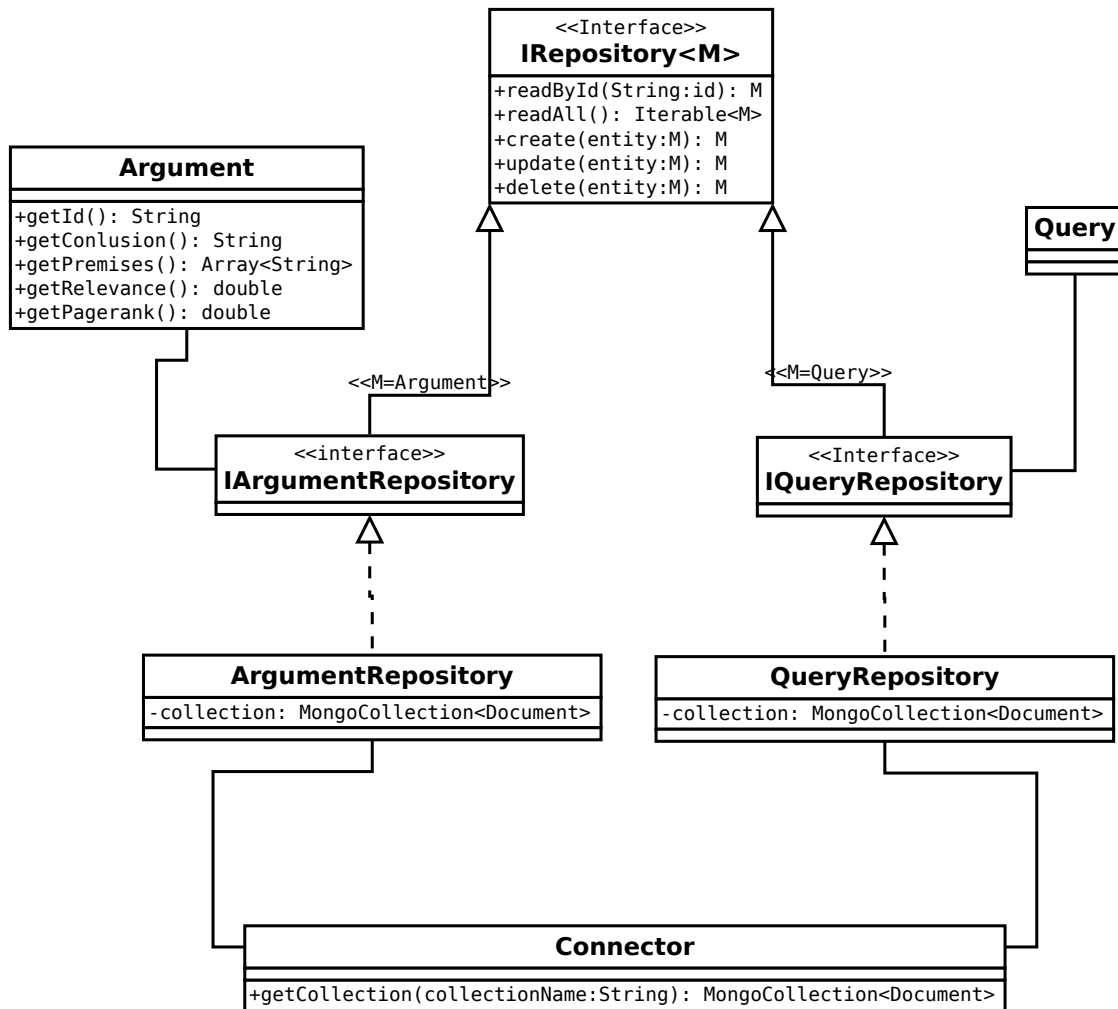 <<Interface>>
IRepository<M>
+readById(String:id): M
+readAll(): Iterable<M>
+create(entity:M): M
+update(entity:M): M
+delete(entity:M): M
Argument
+getId(): String
+getConlusion(): String
+getPremises(): Array<String>
+getRelevance(): double
+getPagerank(): double
Query
<<M=Argument>>
<<M=Query>>
<<interface>>
IArgumentRepository
<<Interface>>
IQueryRepository
ArgumentRepository
-collection: MongoCollection<Document>
QueryRepository
-collection: MongoCollection<Document>
Connector
+getCollection(collectionName:String): MongoCollection<Document>